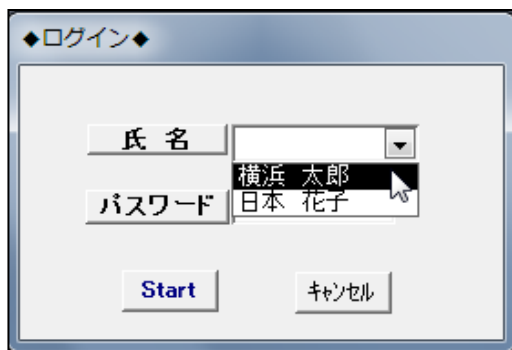 ◆ログイン◆
氏 名
横浜 太郎
パスワード
日本 花子
Start
ｷｬﾝｾﾙ